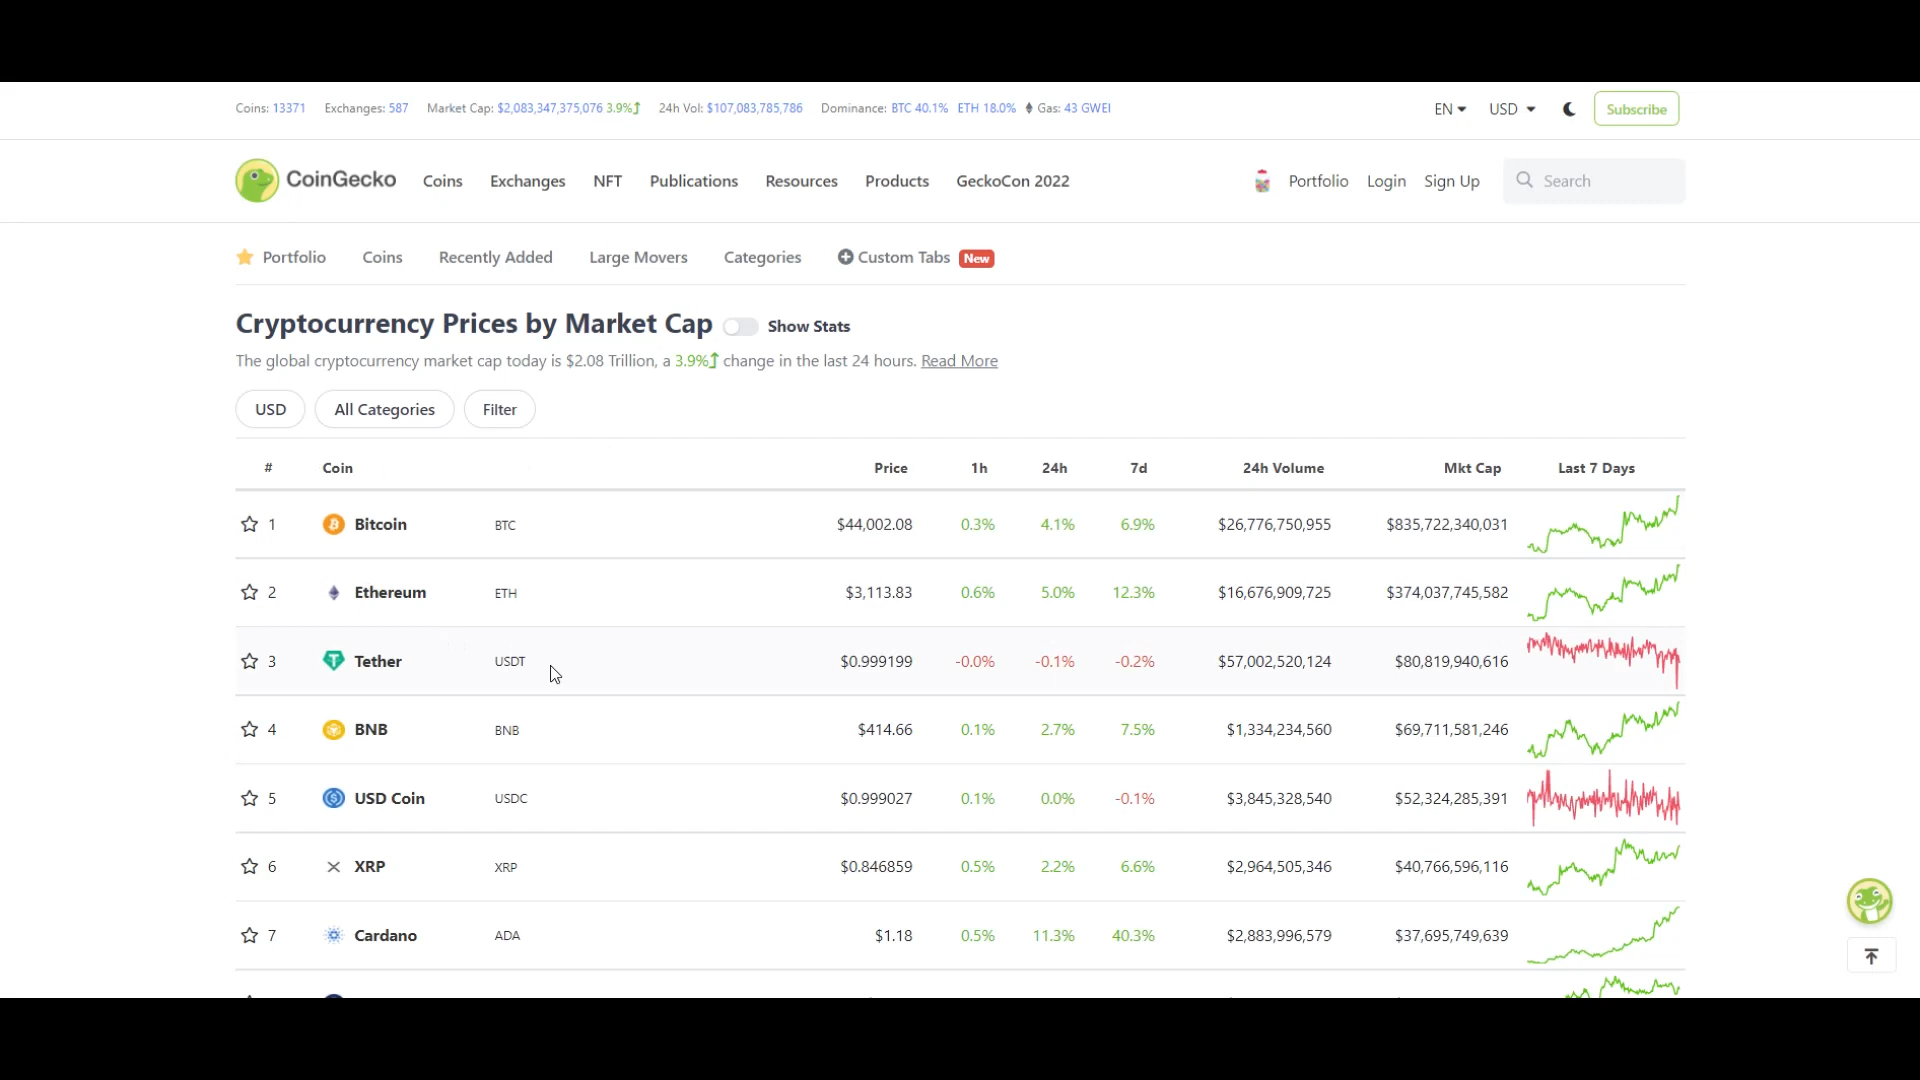 Coins: 13371 Exchanges: 587 Market Cap: $2,083,347,375,076 3.9% 24h Vol: $107,083,785,786 Dominance: BTC 40.1% ETH 18.0% Gas: 43 GWEI EN USD Subscribe
CoinGecko Coins Exchanges NFT Publications Resources Products GeckoCon 2022 Portfolio Login Sign Up Search
Portfolio Coins Recently Added Large Movers Categories Custom Tabs New
Cryptocurrency Prices by Market Cap Show Stats
The global cryptocurrency market cap today is $2.08 Trillion, a 3.9% change in the last 24 hours. Read More
USD All Categories Filter
# Coin Price 1h 24h 7d 24h Volume Mkt Cap Last 7 Days
1 Bitcoin BTC $44,002.08 0.3% 4.1% 6.9% $26,776,750,955 $835,722,340,031
2 Ethereum ETH $3,113.83 0.6% 5.0% 12.3% $16,676,909,725 $374,037,745,582
3 Tether USDT $0.999199 -0.0% -0.1% -0.2% $57,002,520,124 $80,819,940,616
4 BNB BNB $414.66 0.1% 2.7% 7.5% $1,334,234,560 $69,711,581,246
5 USD Coin USDC $0.999027 0.1% 0.0% -0.1% $3,845,328,540 $52,324,285,391
6 XRP XRP $0.846859 0.5% 2.2% 6.6% $2,964,505,346 $40,766,596,116
7 Cardano ADA $1.18 0.5% 11.3% 40.3% $2,883,996,579 $37,695,749,639